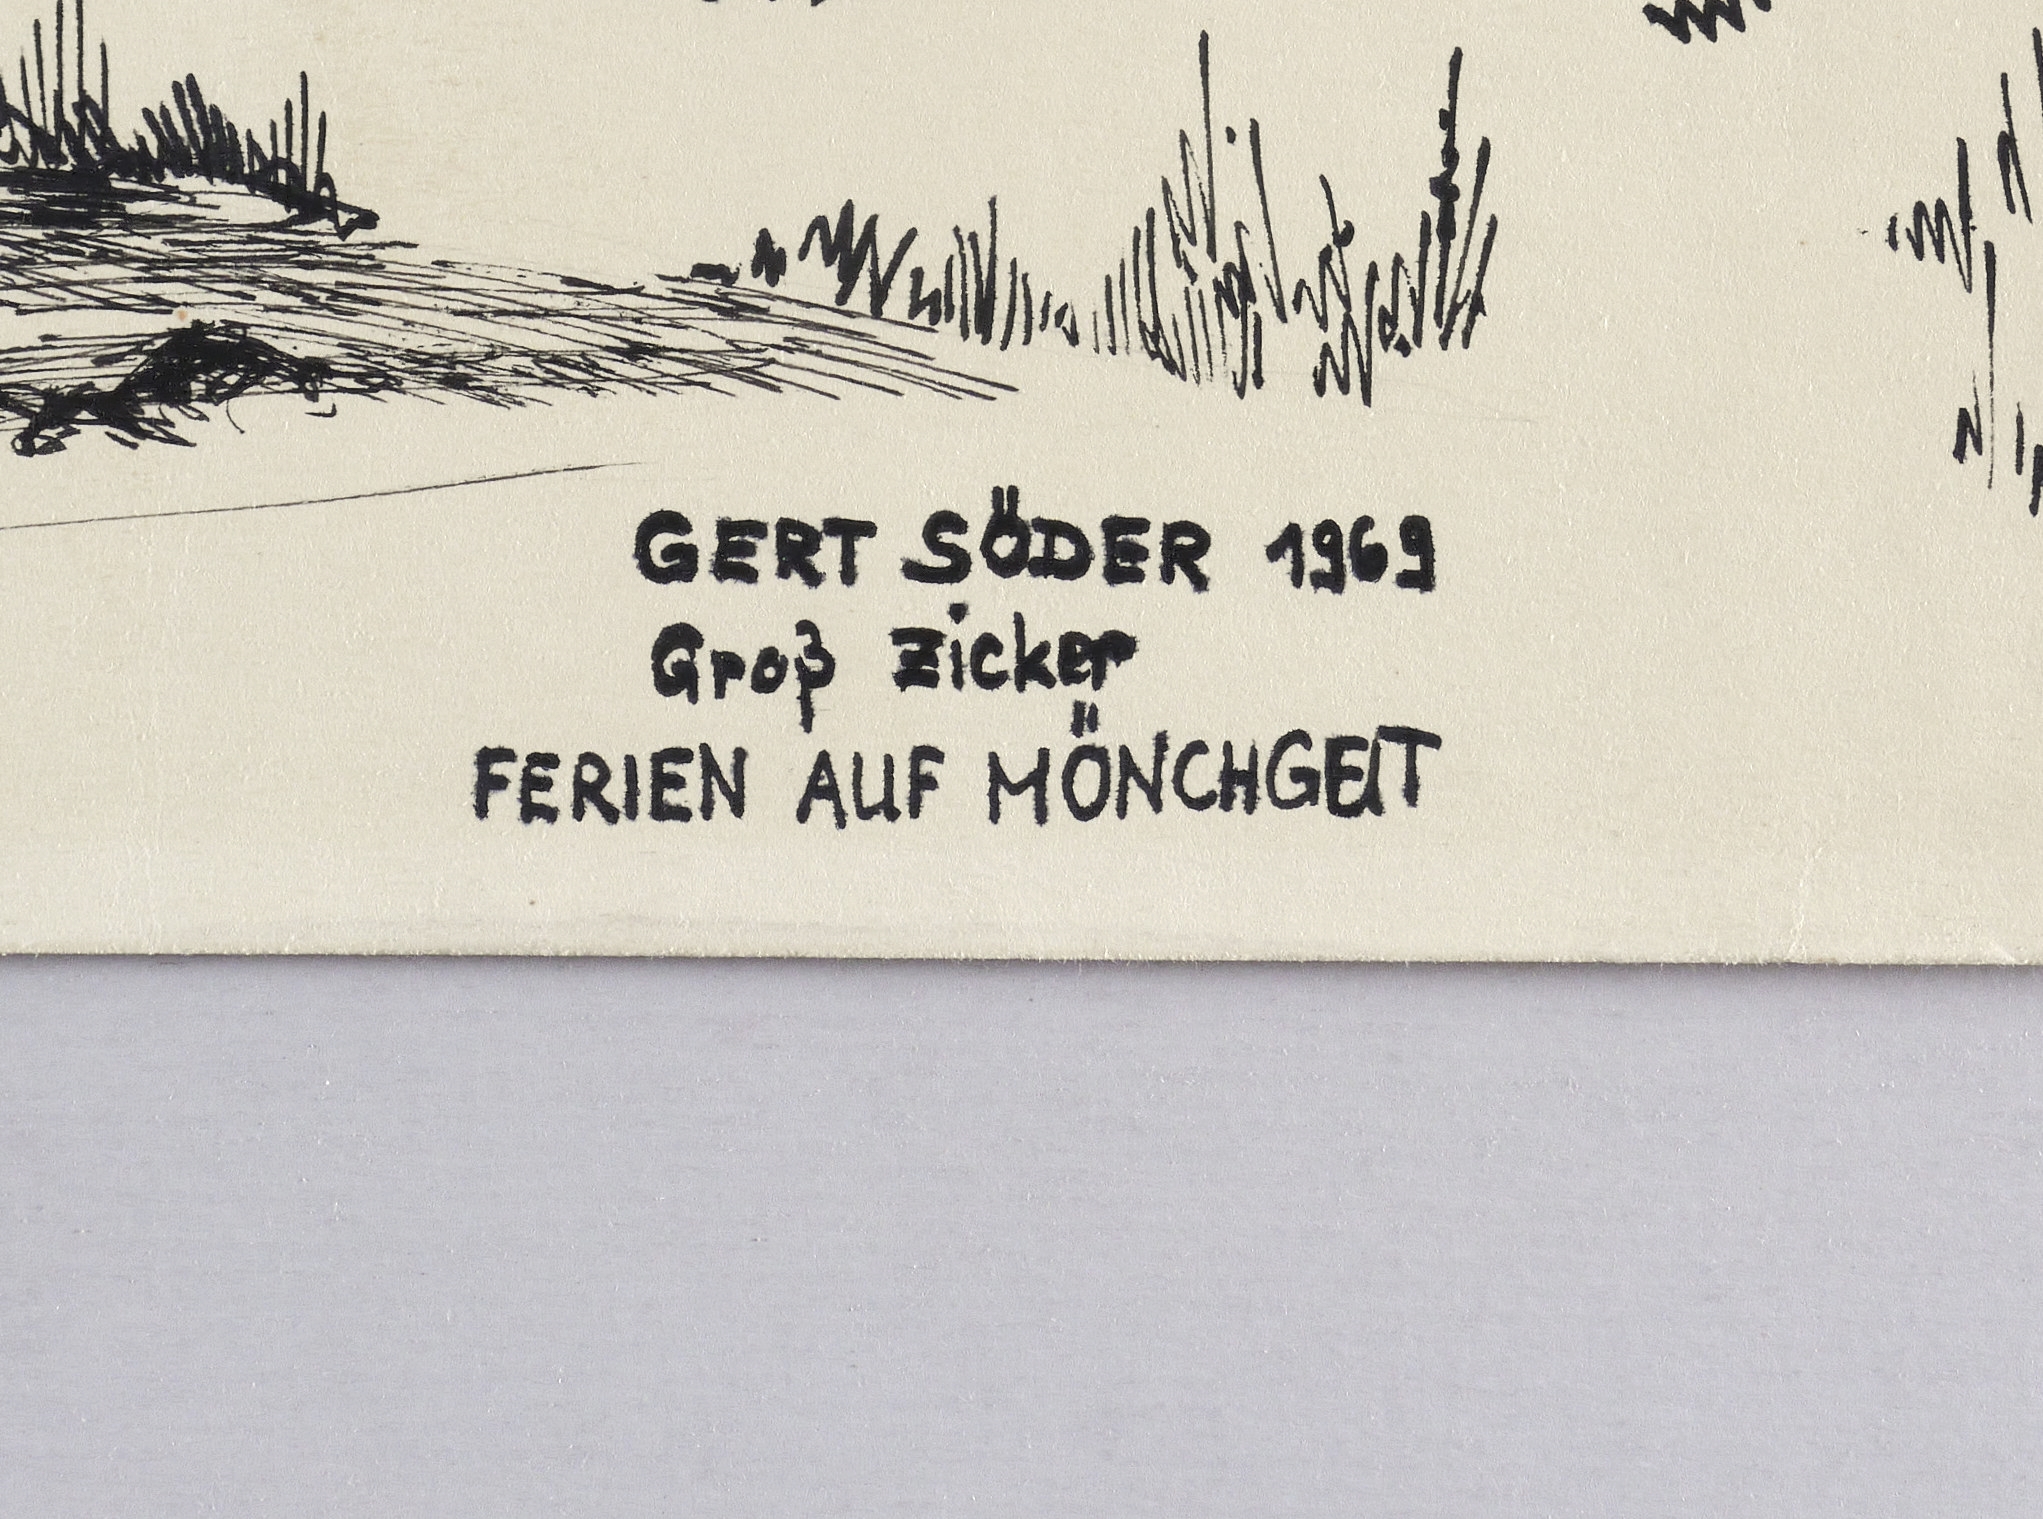 GERT SÖDER 1969
Groß Zicker
FERIEN AUF MÖNCHGUT